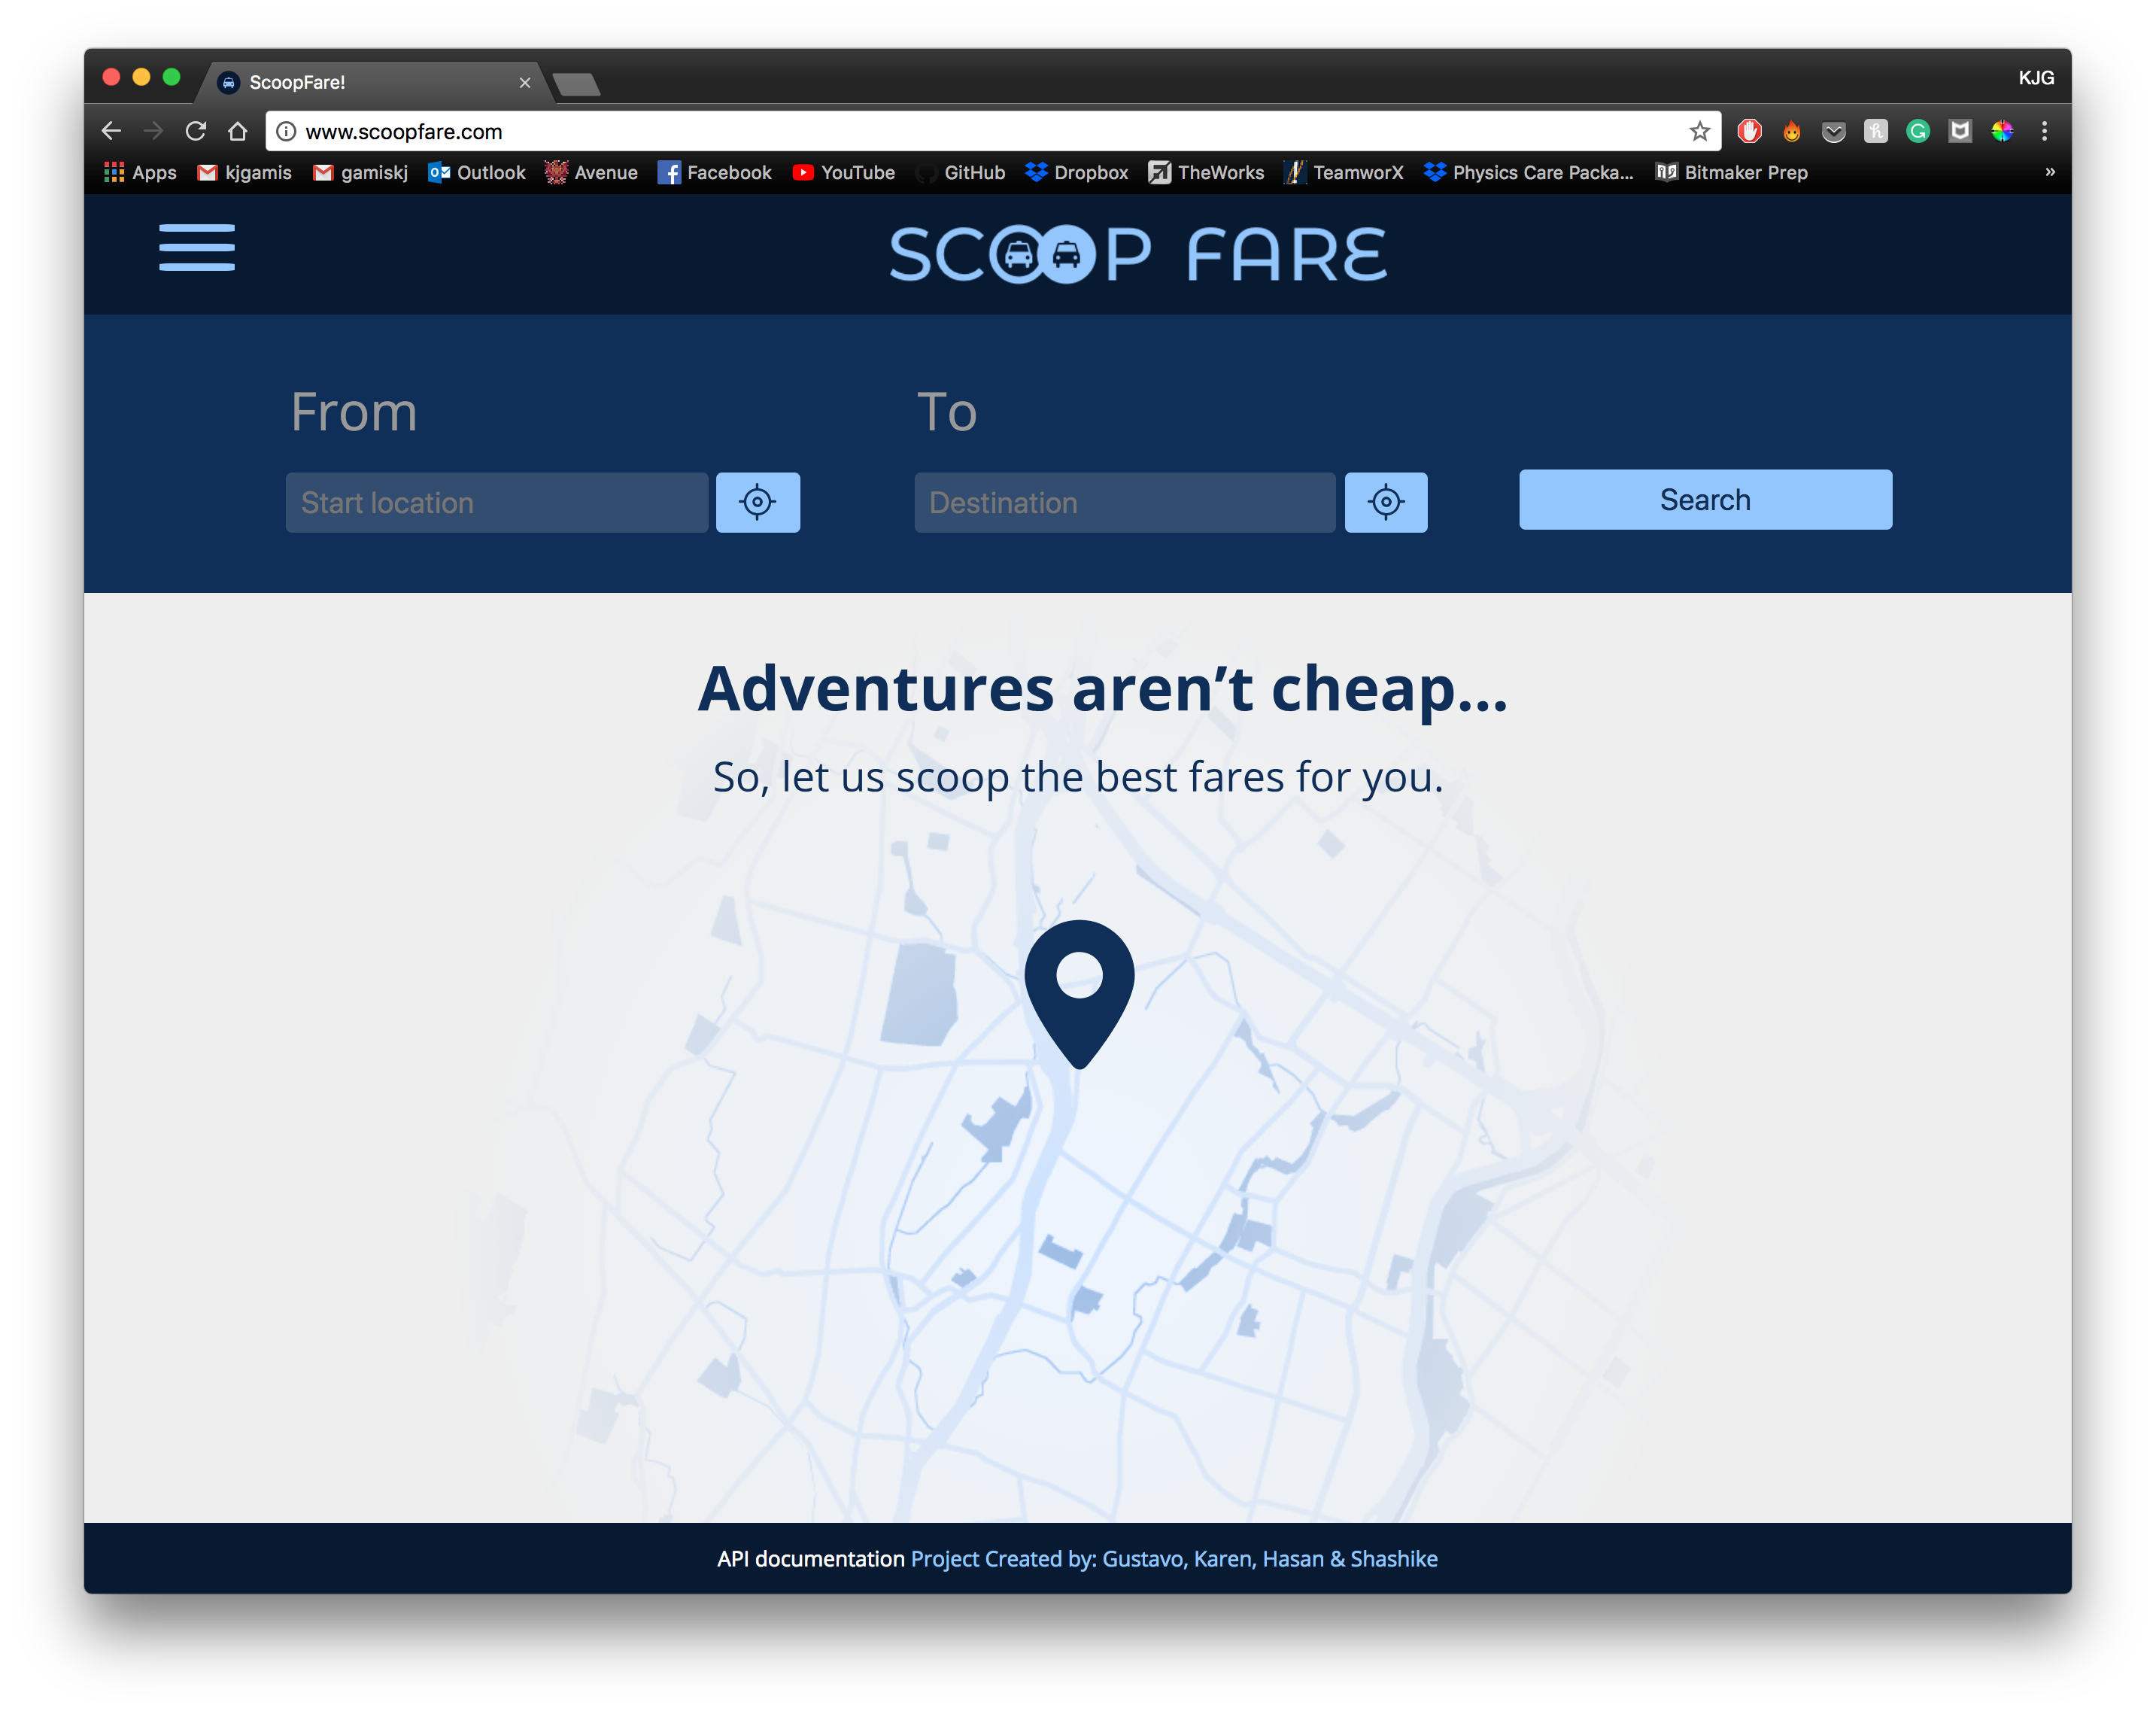 ScoopFare!
KJG
www.scoopfare.com
Apps kjgamis gamiskj Outlook Avenue Facebook YouTube GitHub Dropbox TheWorks TeamworX Physics Care Packa... Bitmaker Prep »
SCOOP FARE
From To
Start location Destination Search
Adventures aren’t cheap...
So, let us scoop the best fares for you.
API documentation Project Created by: Gustavo, Karen, Hasan & Shashike